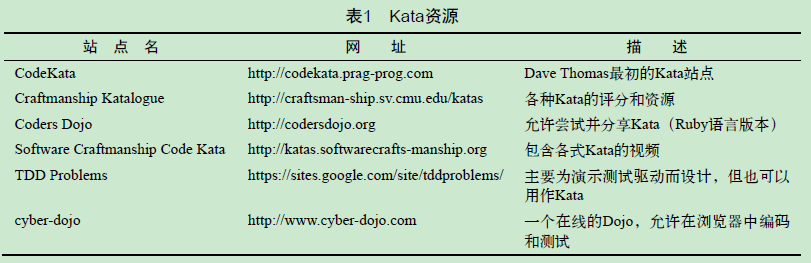 表1 Kata资源
站 点 名 网 址 描 述
CodeKata http://codekata.prag-prog.com Dave Thomas最初的Kata站点
Craftmanship Katalogue http://craftsman-ship.sv.cmu.edu/katas 各种Kata的评分和资源
Coders Dojo http://codersdojo.org 允许尝试并分享Kata（Ruby语言版本）
Software Craftmanship Code Kata http://katas.softwarecrafts-manship.org 包含各式Kata的视频
TDD Problems https://sites.google.com/site/tddproblems/ 主要为演示测试驱动而设计，但也可以
用作Kata
cyber-dojo http://www.cyber-dojo.com 一个在线的Dojo，允许在浏览器中编码
和测试